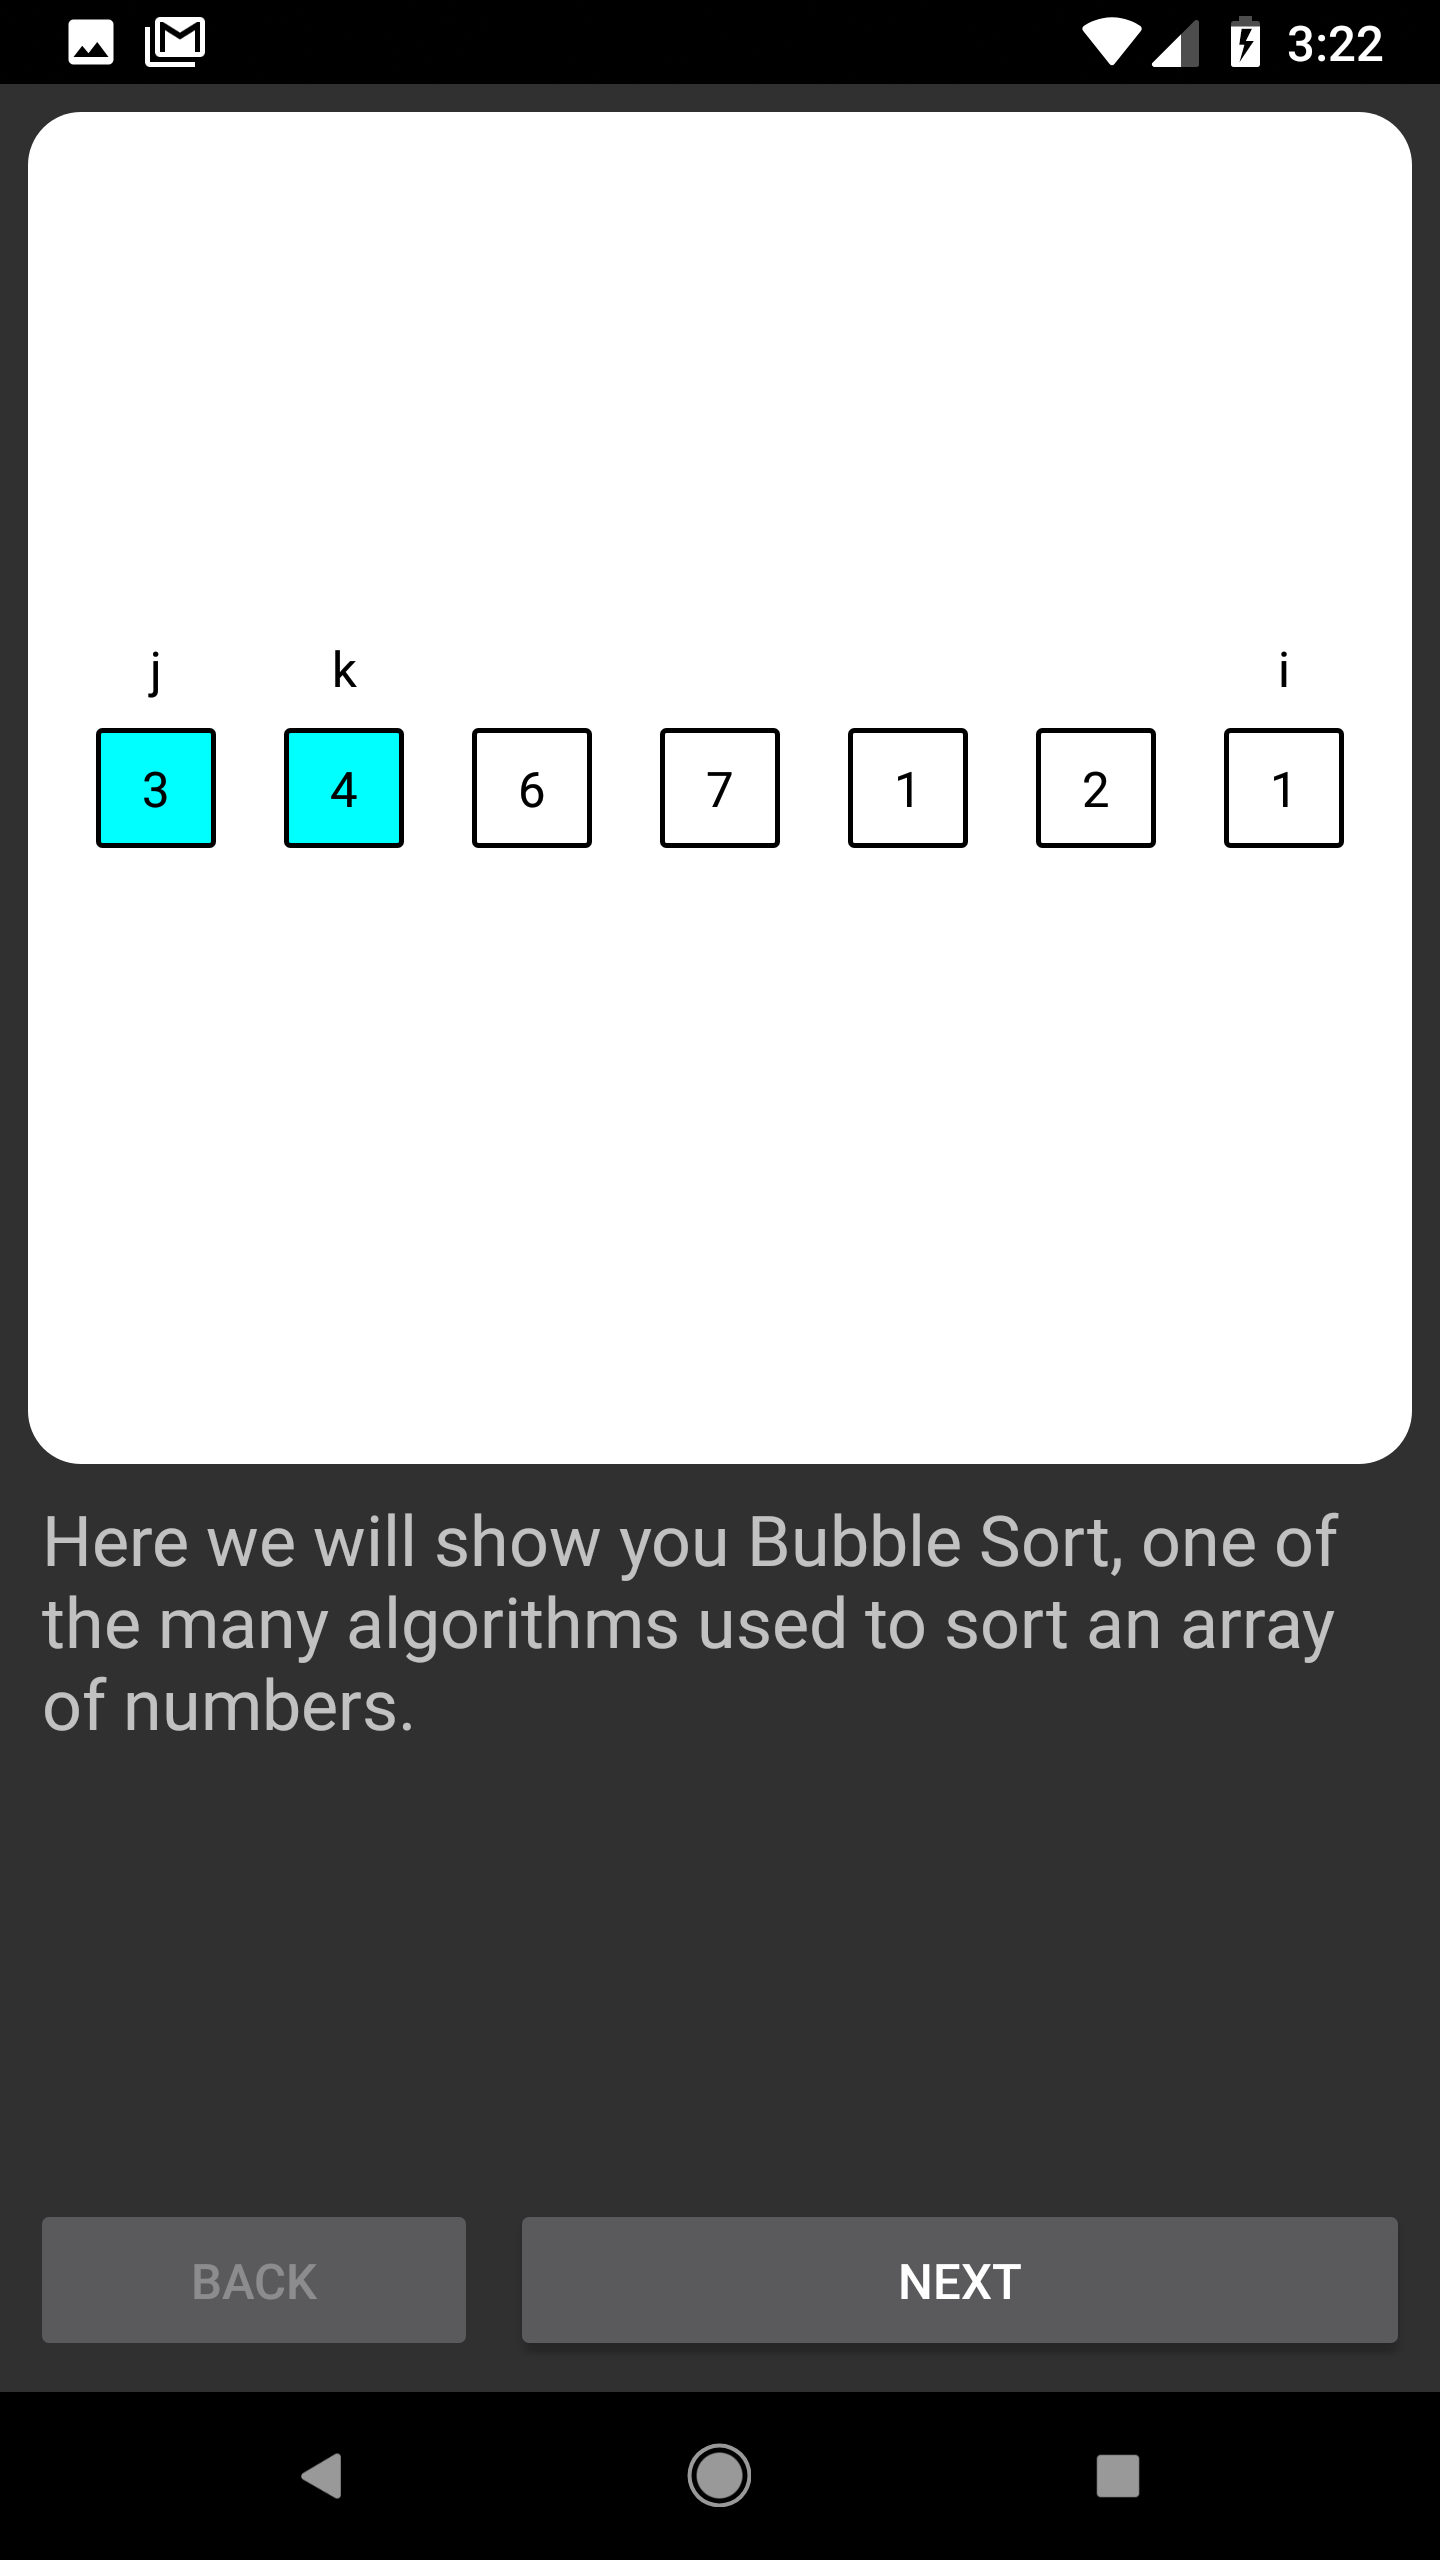 3:22
j k i
3 4 6 7 1 2 1
Here we will show you Bubble Sort, one of
the many algorithms used to sort an array
of numbers.
BACK NEXT